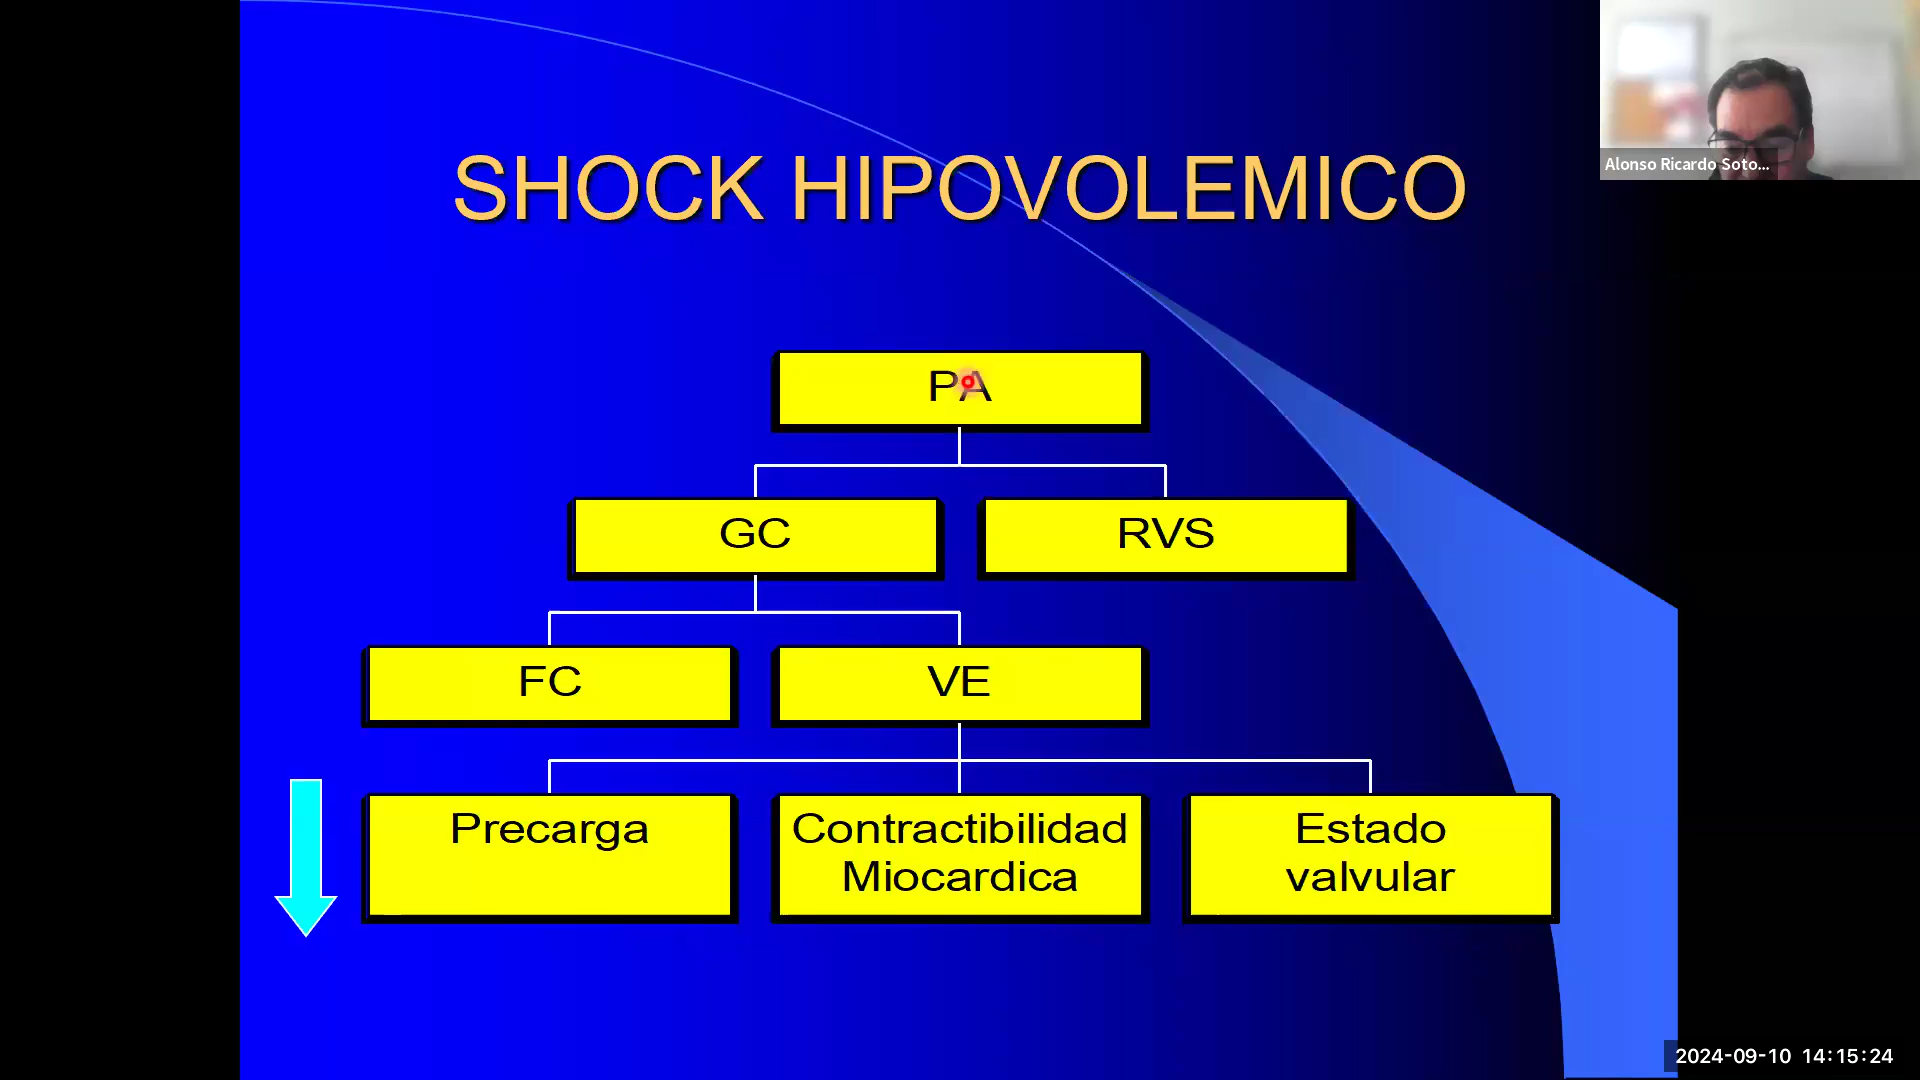 Alonso Ricardo Soto...
SHOCK HIPOVOLEMICO
PA
GC
RVS
FC
VE
Precarga
Contractibilidad
Miocardica
Estado
valvular
2024-09-10 14:15:24